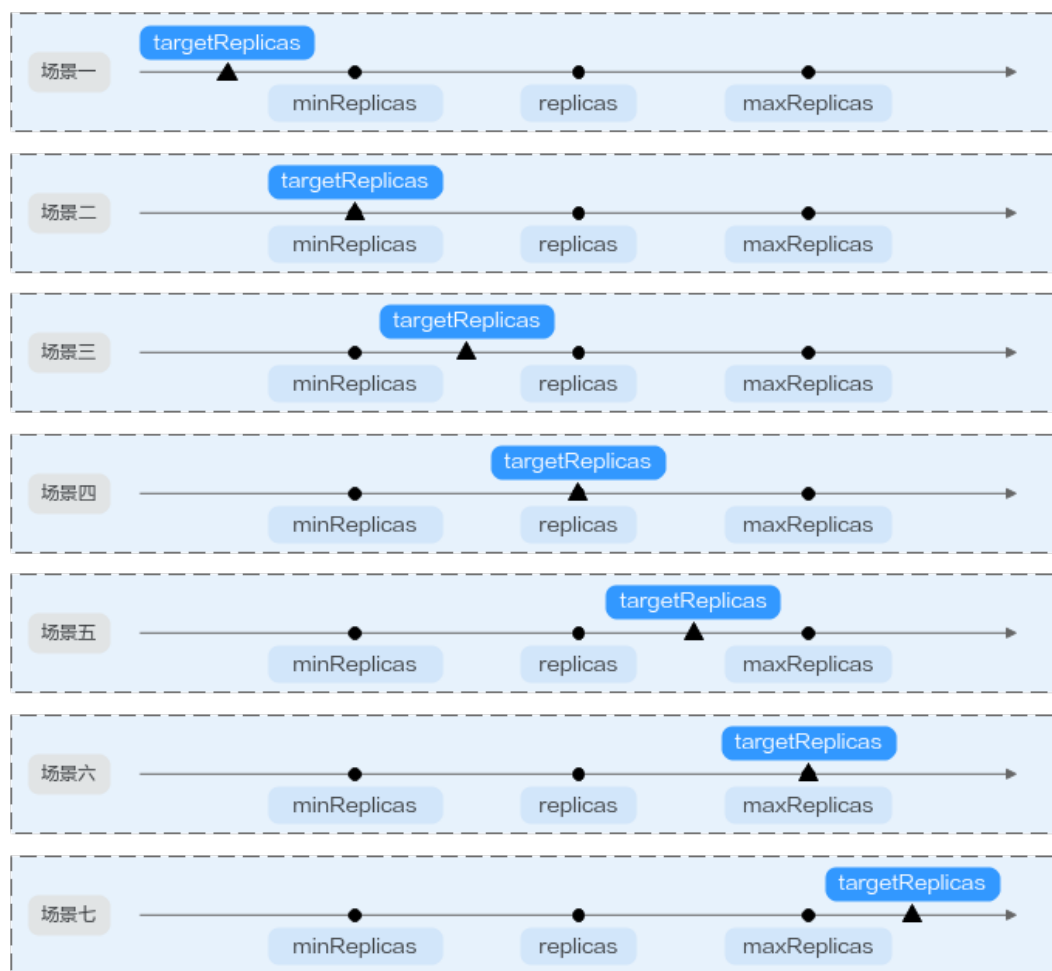 targetReplicas
场景一
minReplicas replicas maxReplicas
targetReplicas
场景二
minReplicas replicas maxReplicas
targetReplicas
场景三
minReplicas replicas maxReplicas
targetReplicas
场景四
minReplicas replicas maxReplicas
targetReplicas
场景五
minReplicas replicas maxReplicas
targetReplicas
场景六
minReplicas replicas maxReplicas
targetReplicas
场景七
minReplicas replicas maxReplicas